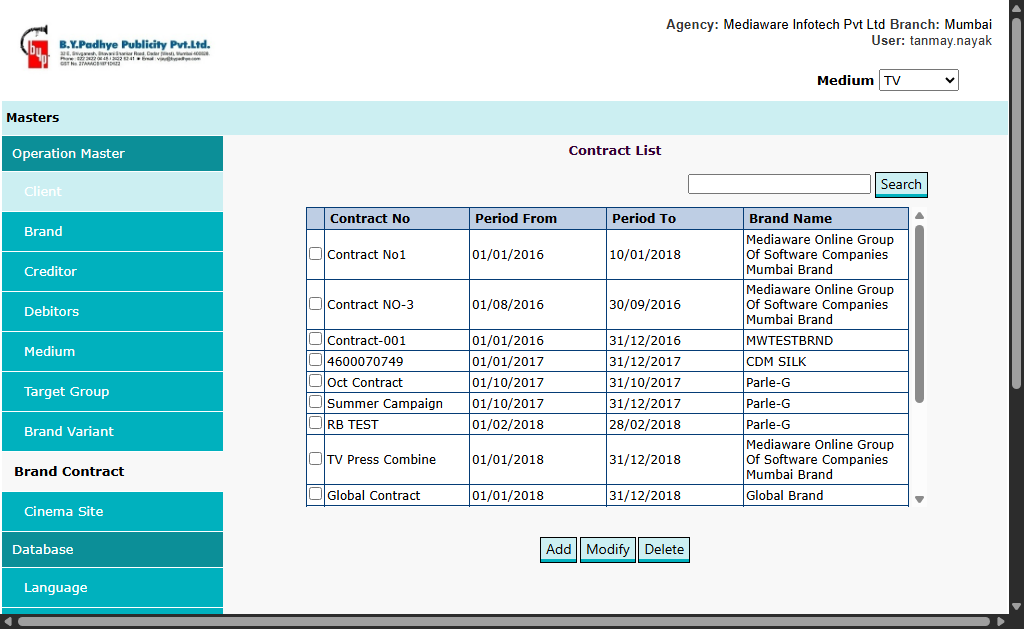 Agency: Mediaware Infotech Pvt Ltd Branch: Mumbai
User: tanmay.nayak
B.Y.Padhye Publicity Pvt.Ltd.
Medium TV
Masters
Operation Master
Client
Brand
Creditor
Debitors
Medium
Target Group
Brand Variant
Brand Contract
Cinema Site
Database
Language
Contract List
Search
Contract No Period From Period To Brand Name
Contract No1 01/01/2016 10/01/2018 Mediaware Online Group
Of Software Companies
Mumbai Brand
Contract NO-3 01/08/2016 30/09/2016 Mediaware Online Group
Of Software Companies
Mumbai Brand
Contract-001 01/01/2016 31/12/2016 MWTESTBRND
4600070749 01/01/2017 31/12/2017 CDM SILK
Oct Contract 01/10/2017 31/10/2017 Parle-G
Summer Campaign 01/10/2017 31/12/2017 Parle-G
RB TEST 01/02/2018 28/02/2018 Parle-G
TV Press Combine 01/01/2018 31/12/2018 Mediaware Online Group
Of Software Companies
Mumbai Brand
Global Contract 01/01/2018 31/12/2018 Global Brand
Add Modify Delete